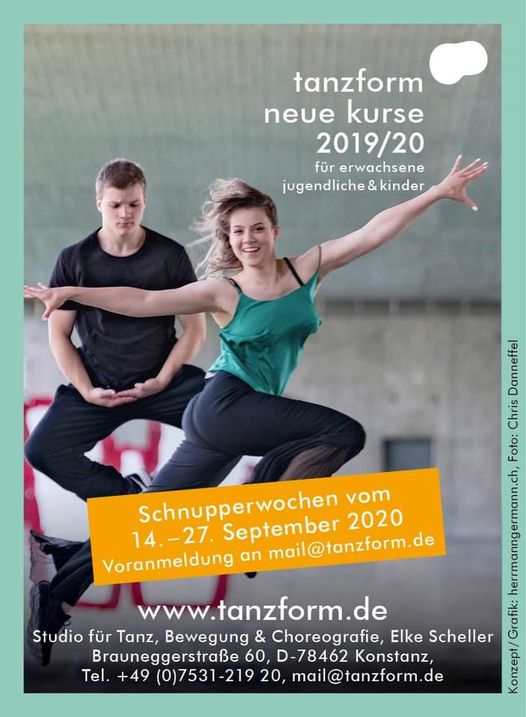 tanzform
neue kurse
2019/20
für erwachsene
jugendliche & kinder
Schnupperwochen vom
14. – 27. September 2020
Voranmeldung an mail@tanzform.de
www.tanzform.de
Studio für Tanz, Bewegung & Choreografie, Elke Scheller
Brauneggerstraße 60, D-78462 Konstanz,
Tel. +49 (0)7531-219 20, mail@tanzform.de
Konzept / Grafik: herrmanngermann.ch, Foto: Chris Danneffel